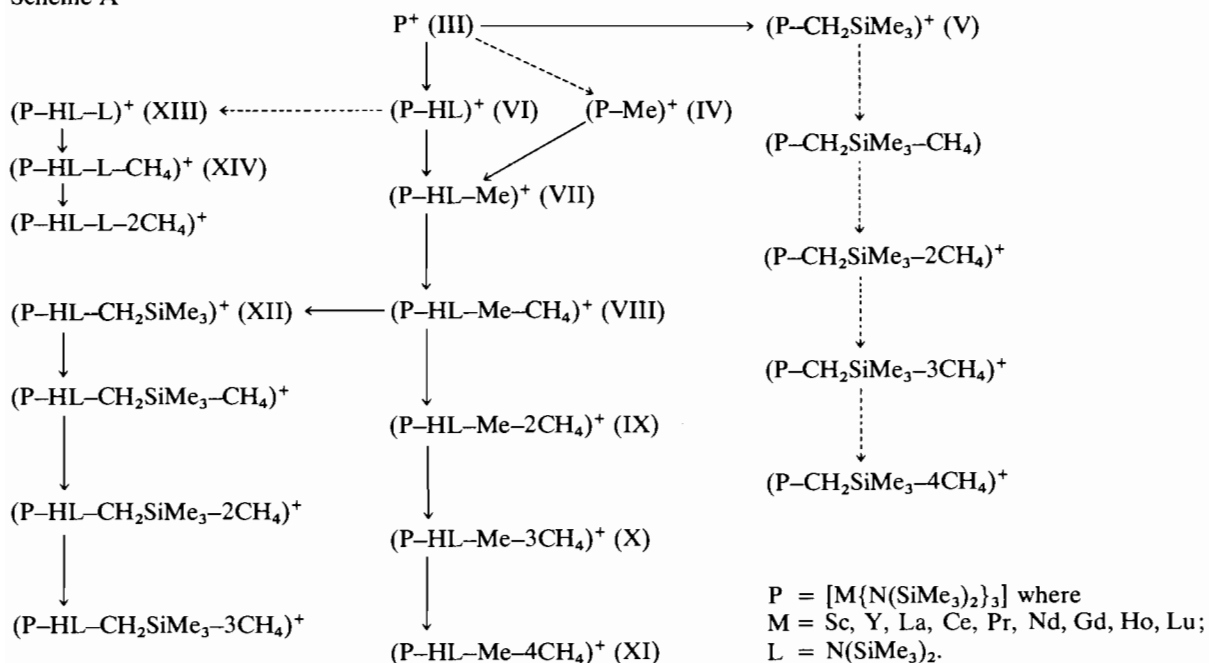 Scheme A
P⁺ (III)
(P–CH₂SiMe₃)⁺ (V)
(P–HL–L)⁺ (XIII)
(P–HL)⁺ (VI)
(P–Me)⁺ (IV)
(P–CH₂SiMe₃–CH₄)
(P–HL–L–CH₄)⁺ (XIV)
(P–HL–Me)⁺ (VII)
(P–HL–L–2CH₄)⁺
(P–CH₂SiMe₃–2CH₄)⁺
(P–HL–CH₂SiMe₃)⁺ (XII)
(P–HL–Me–CH₄)⁺ (VIII)
(P–CH₂SiMe₃–3CH₄)⁺
(P–HL–CH₂SiMe₃–CH₄)⁺
(P–HL–Me–2CH₄)⁺ (IX)
(P–CH₂SiMe₃–4CH₄)⁺
(P–HL–CH₂SiMe₃–2CH₄)⁺
(P–HL–Me–3CH₄)⁺ (X)
(P–HL–CH₂SiMe₃–3CH₄)⁺
(P–HL–Me–4CH₄)⁺ (XI)
P = [M{N(SiMe₃)₂}₃] where
M = Sc, Y, La, Ce, Pr, Nd, Gd, Ho, Lu;
L = N(SiMe₃)₂.